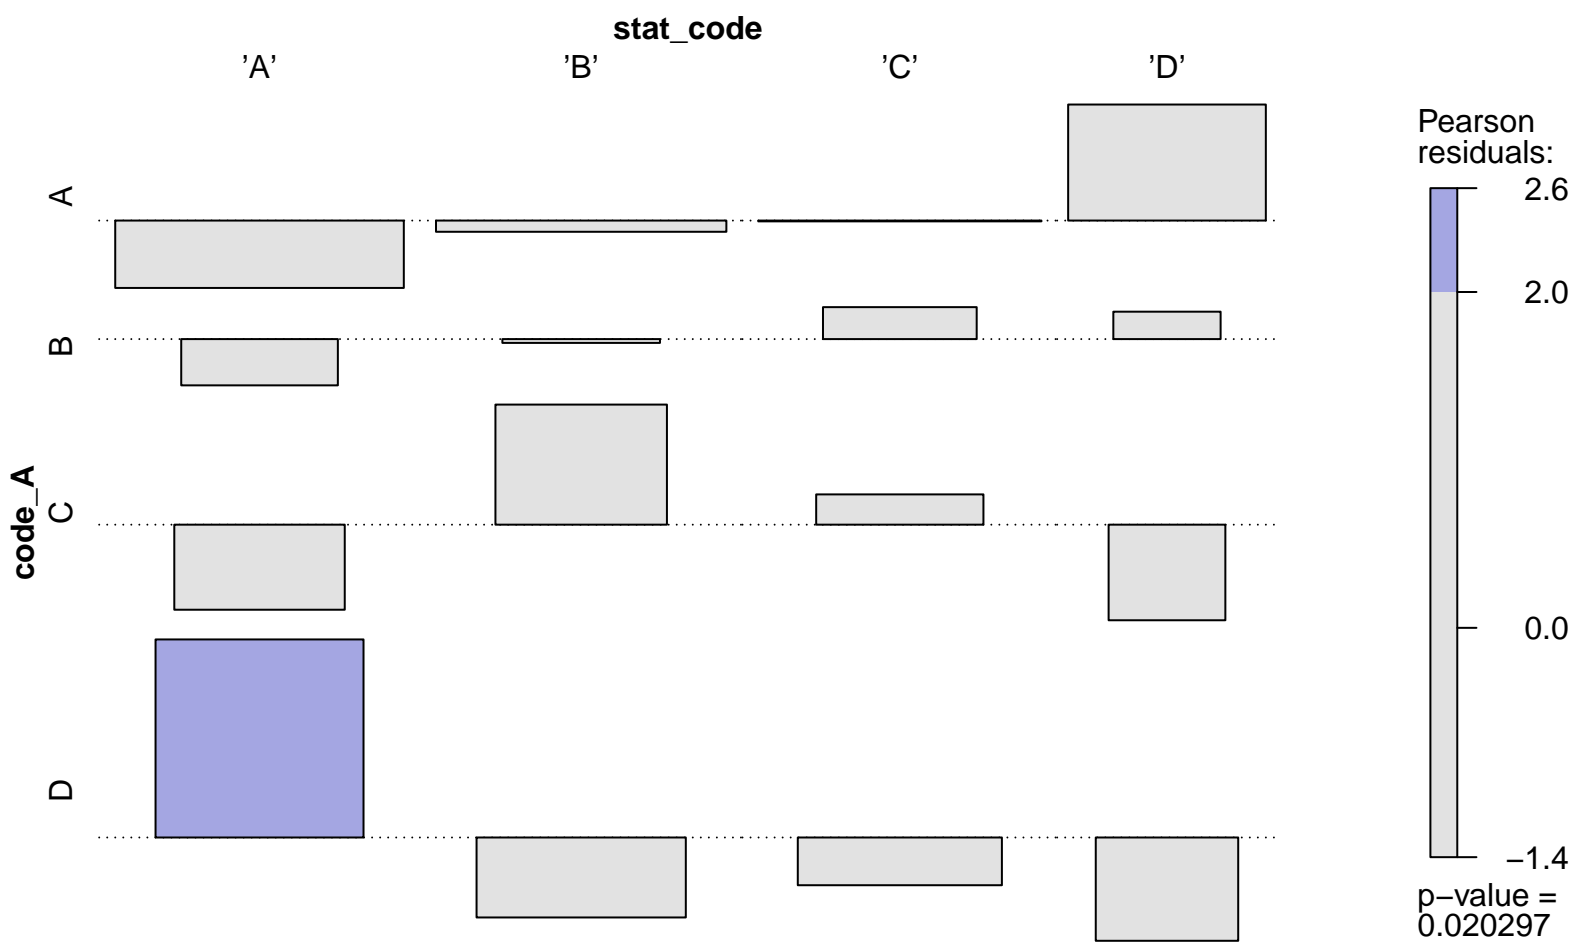 stat_code
’A’ ’B’ ’C’ ’D’
code_A
A
B
C
D
Pearson
residuals:
2.6
2.0
0.0
−1.4
p−value =
0.020297